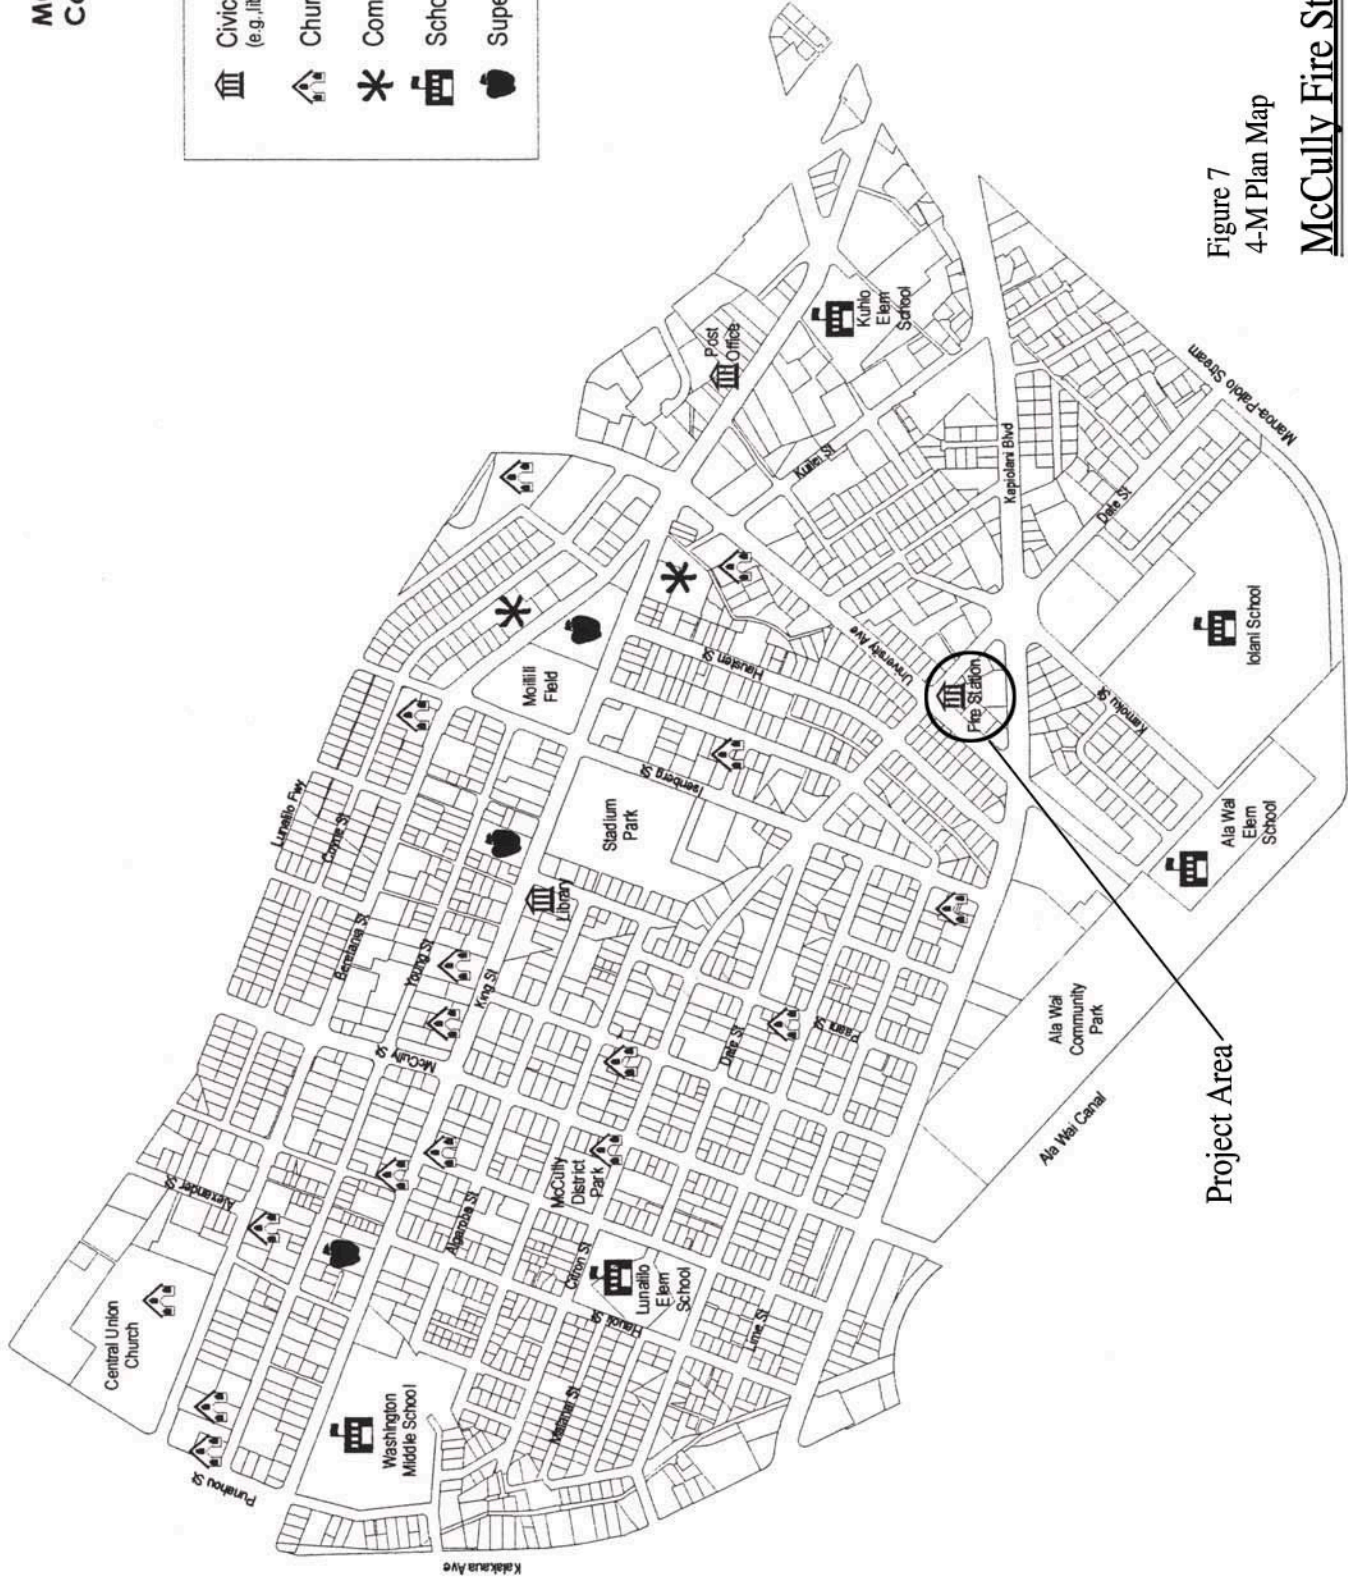 Civic
(e.g.,lib
Chur
Com
Scho
Supe
Figure 7
4-M Plan Map
McCully Fire St
Project Area
Central Union
Church
Punahou St
Alexander St
Washington
Middle School
Kalakaua Ave
Algaroba St
McCully
District
Park
Citron St
Lunalilo
Elem
School
Hauoli St
Lime St
McCully St
King St
Young St
Beretania St
Coyne St
Lunalilo Fwy
Library
Stadium
Park
Isenberg St
Moiliili
Field
Hausten St
University Ave
Fire Station
Date St
Paani St
Ala Wai
Community
Park
Ala Wai Canal
Ala Wai
Elem
School
Kamoku St
Iolani School
Date St
Kapiolani Blvd
Kuilei St
Post
Office
Kuhio
Elem
School
Manoa-Palolo Stream